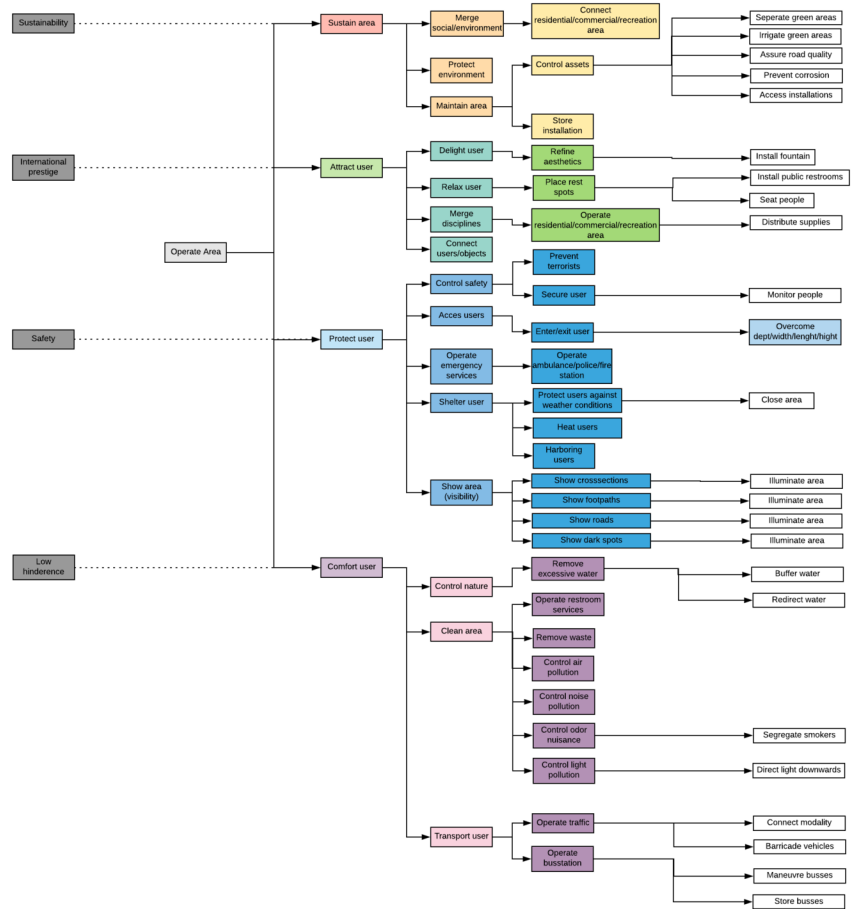 Sustainability
Sustain area
Merge
social/environment
Connect
residential/commercial/recreation
area
Seperate green areas
Irrigate green areas
Protect
environment
Control assets
Assure road quality
Prevent corrosion
Maintain area
Access installations
Store
installation
International
prestige
Attract user
Delight user
Refine
aesthetics
Install fountain
Relax user
Place rest
spots
Install public restrooms
Seat people
Merge
disciplines
Operate
residential/commercial/recreation
area
Distribute supplies
Connect
users/objects
Operate Area
Prevent
terrorists
Control safety
Secure user
Monitor people
Safety
Protect user
Acces users
Enter/exit user
Overcome
dept/width/lenght/hight
Operate
emergency
services
Operate
ambulance/police/fire
station
Shelter user
Protect users against
weather conditions
Close area
Heat users
Harboring
users
Show area
(visibility)
Show crosssections
Illuminate area
Show footpaths
Illuminate area
Show roads
Illuminate area
Show dark spots
Illuminate area
Low
hinderence
Comfort user
Control nature
Remove
excessive water
Buffer water
Redirect water
Clean area
Operate restroom
services
Remove waste
Control air
pollution
Control noise
pollution
Control odor
nuisance
Segregate smokers
Control light
pollution
Direct light downwards
Transport user
Operate traffic
Connect modality
Barricade vehicles
Operate
busstation
Maneuvre busses
Store busses